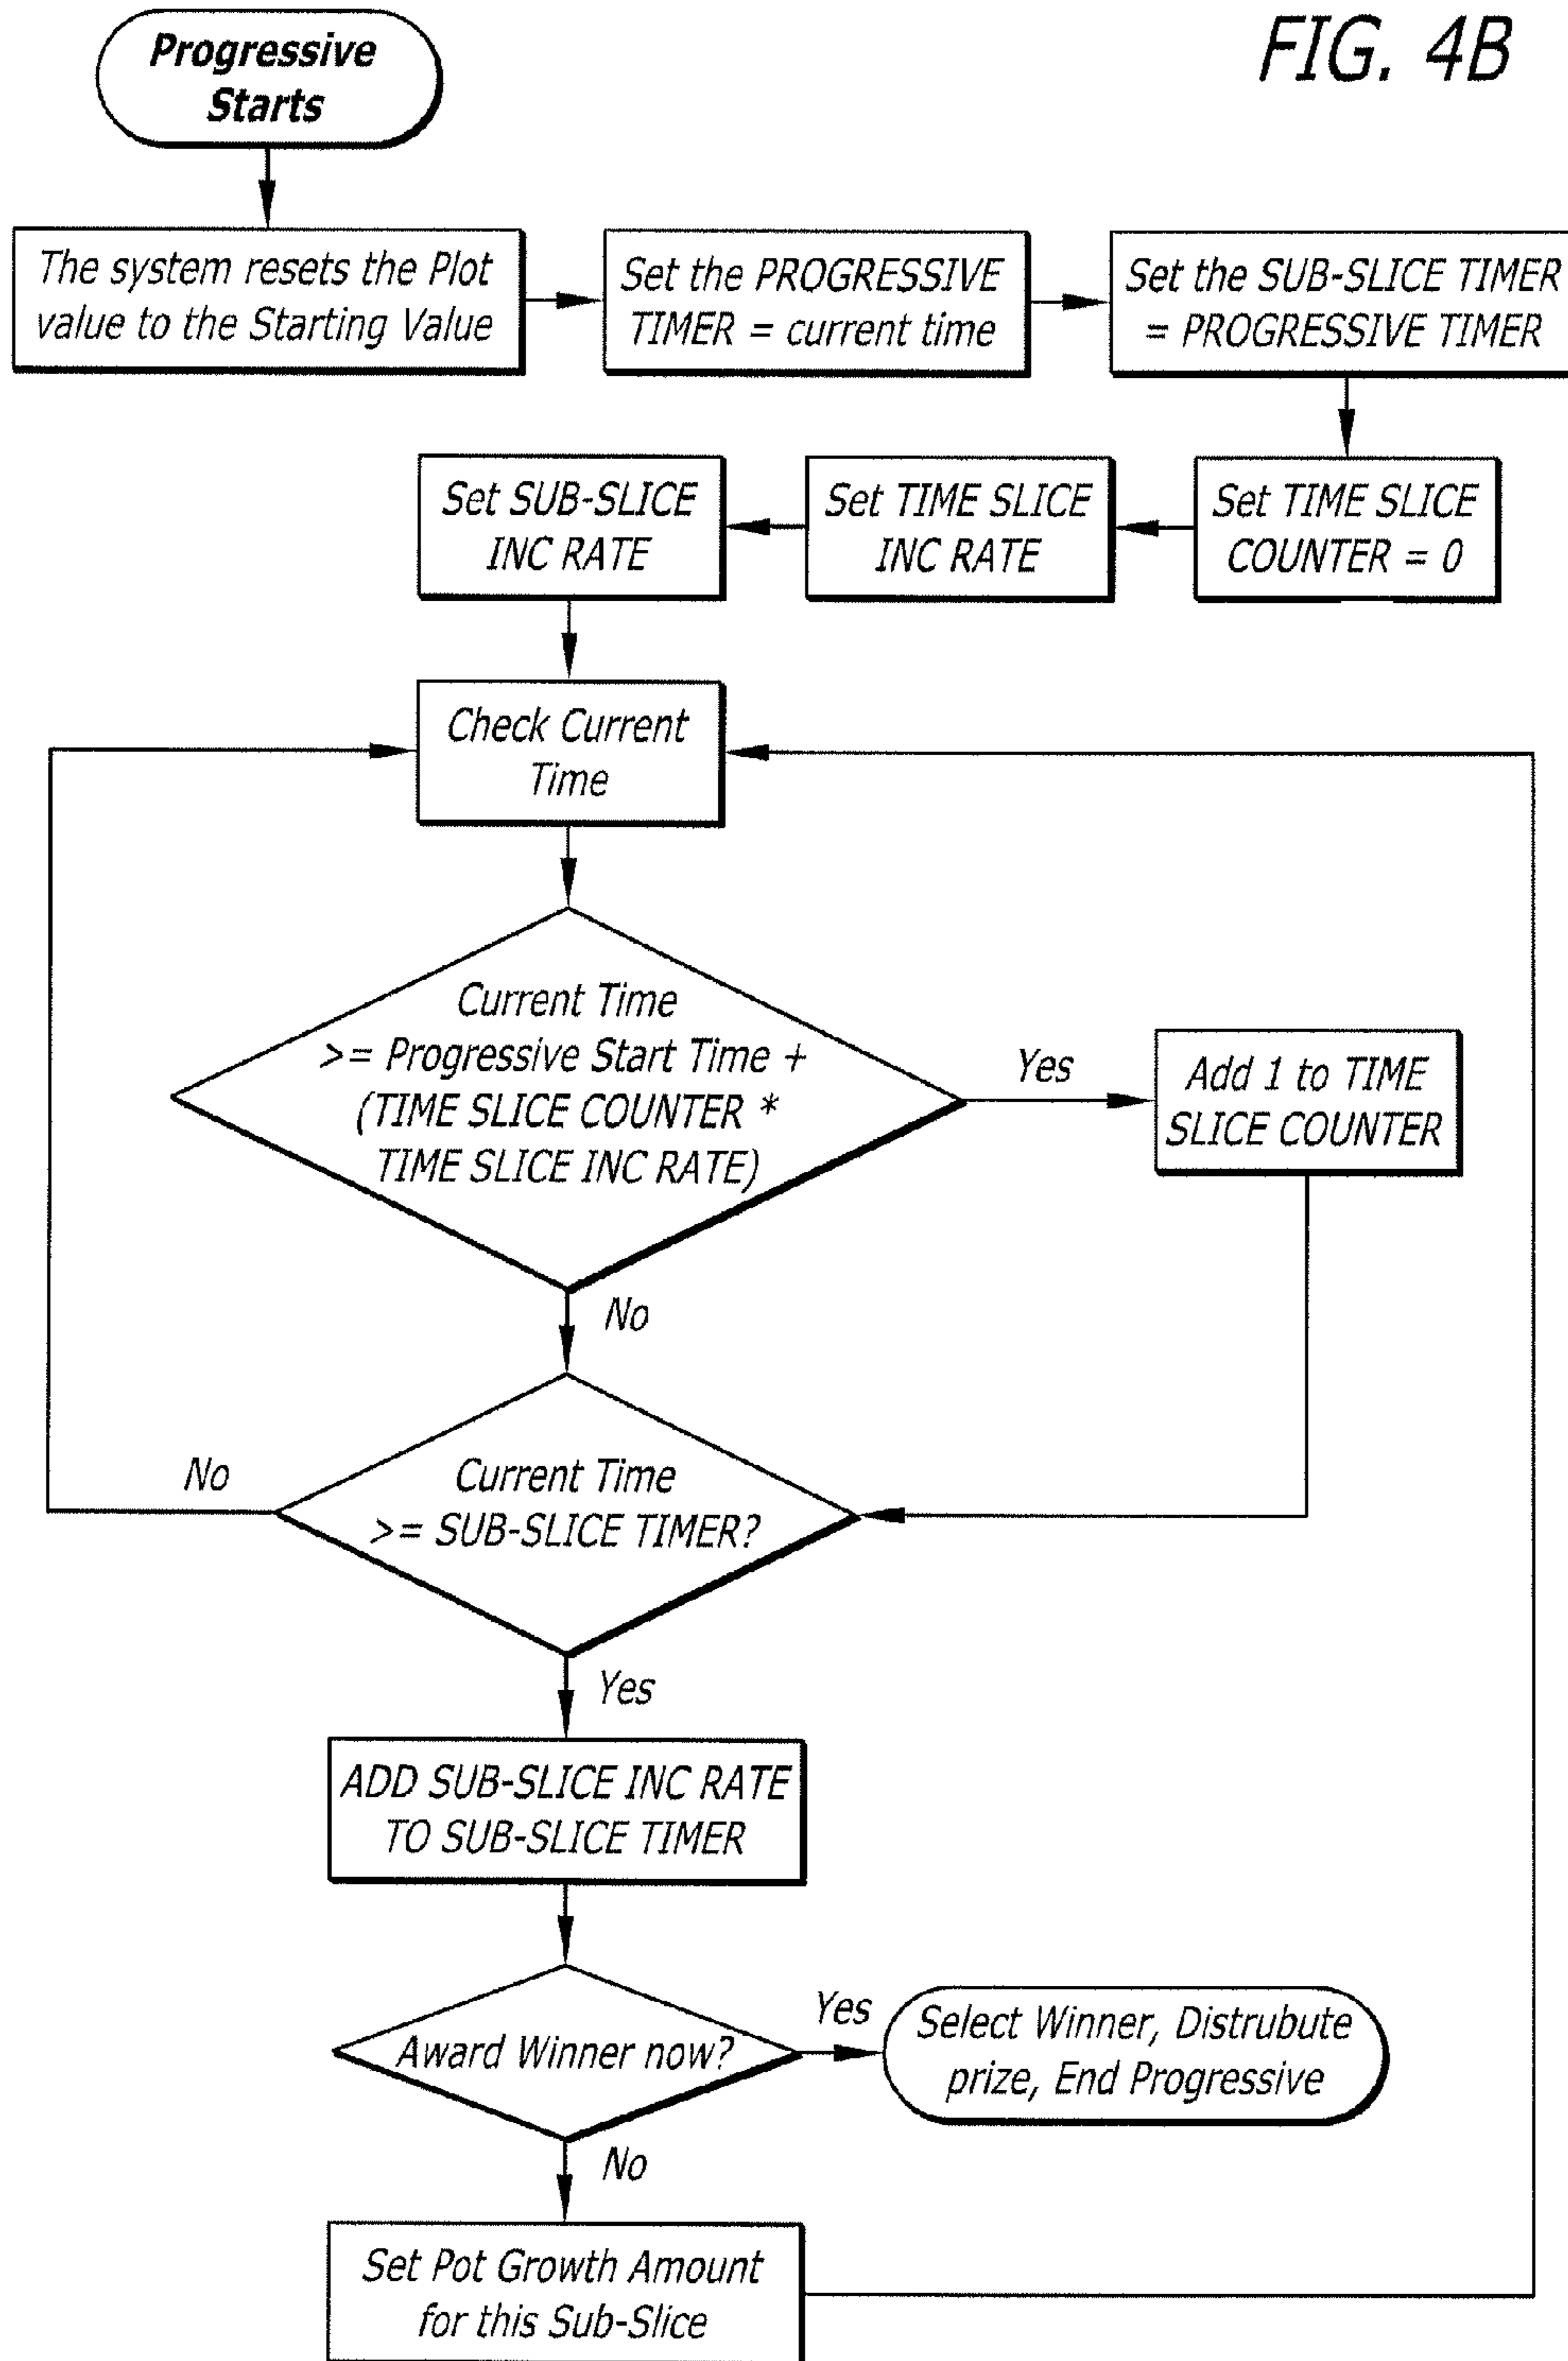 FIG. 4B
Progressive
Starts
The system resets the Plot
value to the Starting Value
Set the PROGRESSIVE
TIMER = current time
Set the SUB-SLICE TIMER
= PROGRESSIVE TIMER
Set TIME SLICE
COUNTER = 0
Set TIME SLICE
INC RATE
Set SUB-SLICE
INC RATE
Check Current
Time
Current Time
>= Progressive Start Time +
(TIME SLICE COUNTER *
TIME SLICE INC RATE)
Yes
Add 1 to TIME
SLICE COUNTER
No
Current Time
>= SUB-SLICE TIMER?
No
Yes
ADD SUB-SLICE INC RATE
TO SUB-SLICE TIMER
Award Winner now?
Yes
Select Winner, Distrubute
prize, End Progressive
No
Set Pot Growth Amount
for this Sub-Slice